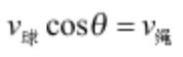 v球 cosθ = v绳